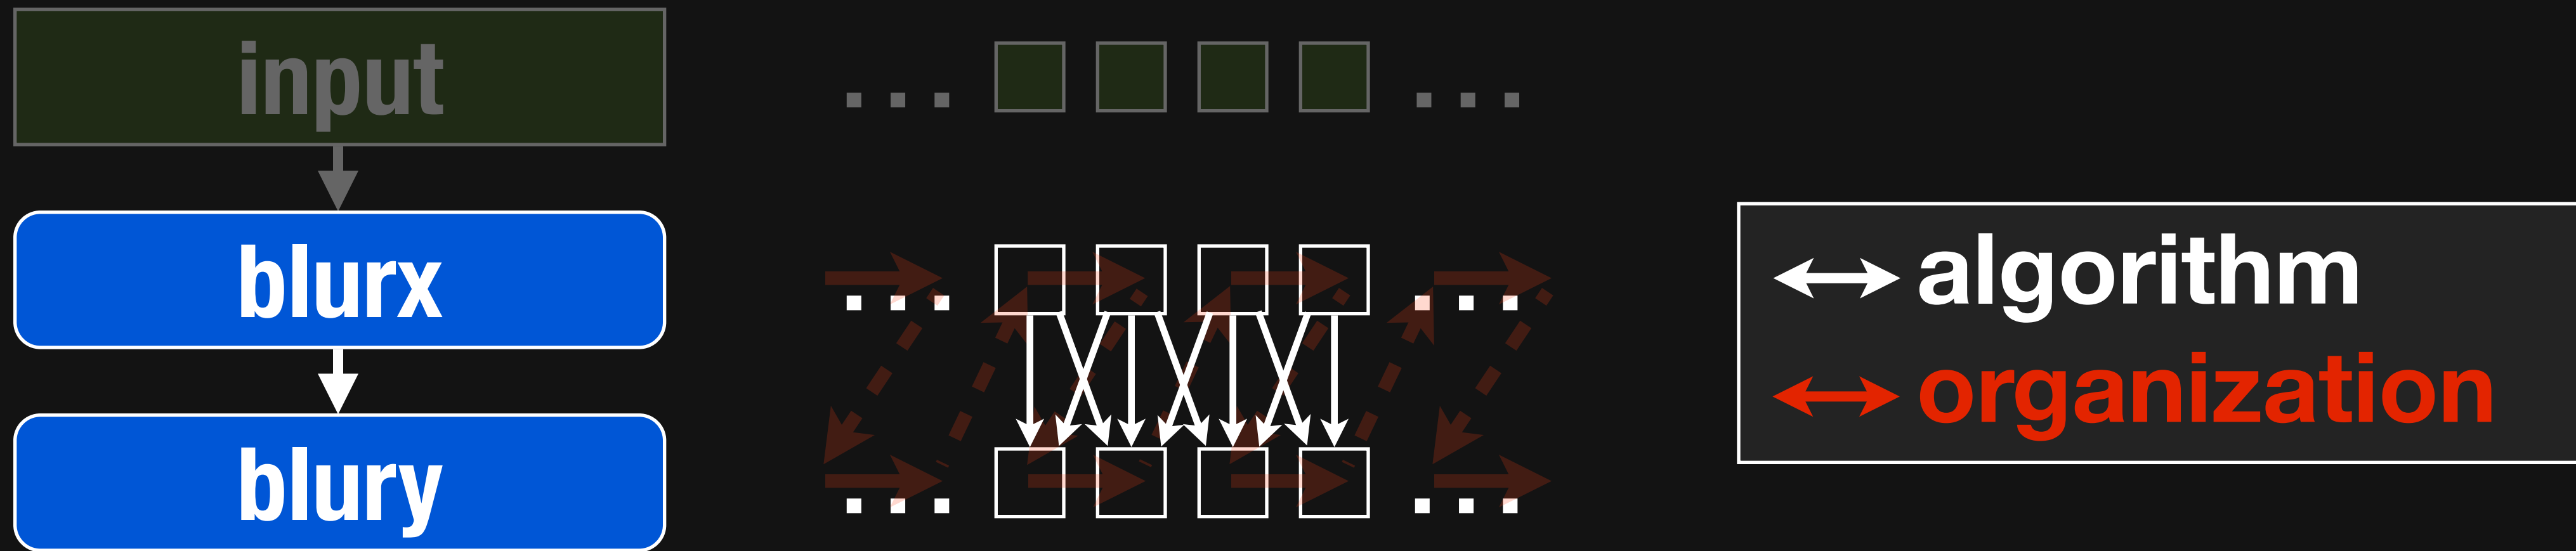 input
... ...
blurx
... ...
blury
... ...
algorithm
organization